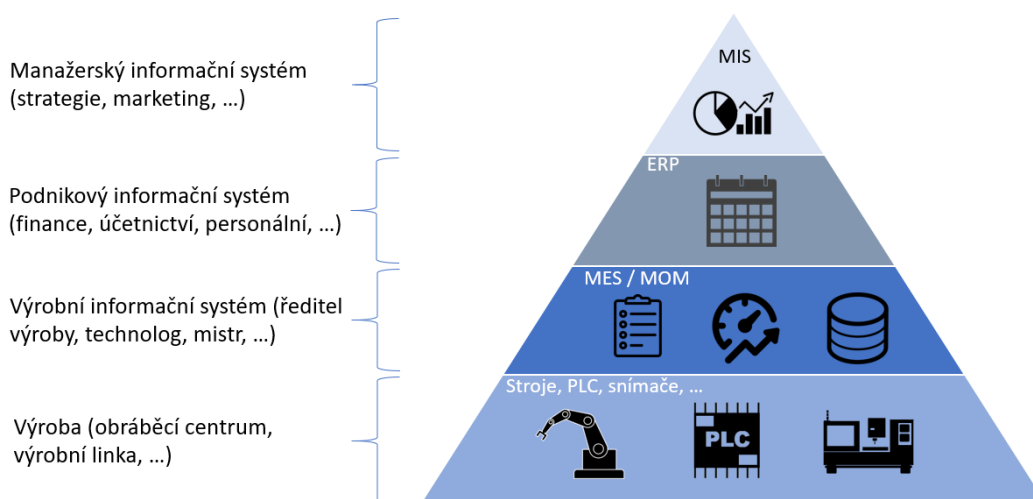 Manažerský informační systém
(strategie, marketing, …)
MIS
Podnikový informační systém
(finance, účetnictví, personální, …)
ERP
Výrobní informační systém (ředitel
výroby, technolog, mistr, …)
MES / MOM
Výroba (obráběcí centrum,
výrobní linka, …)
Stroje, PLC, snímače, …
PLC